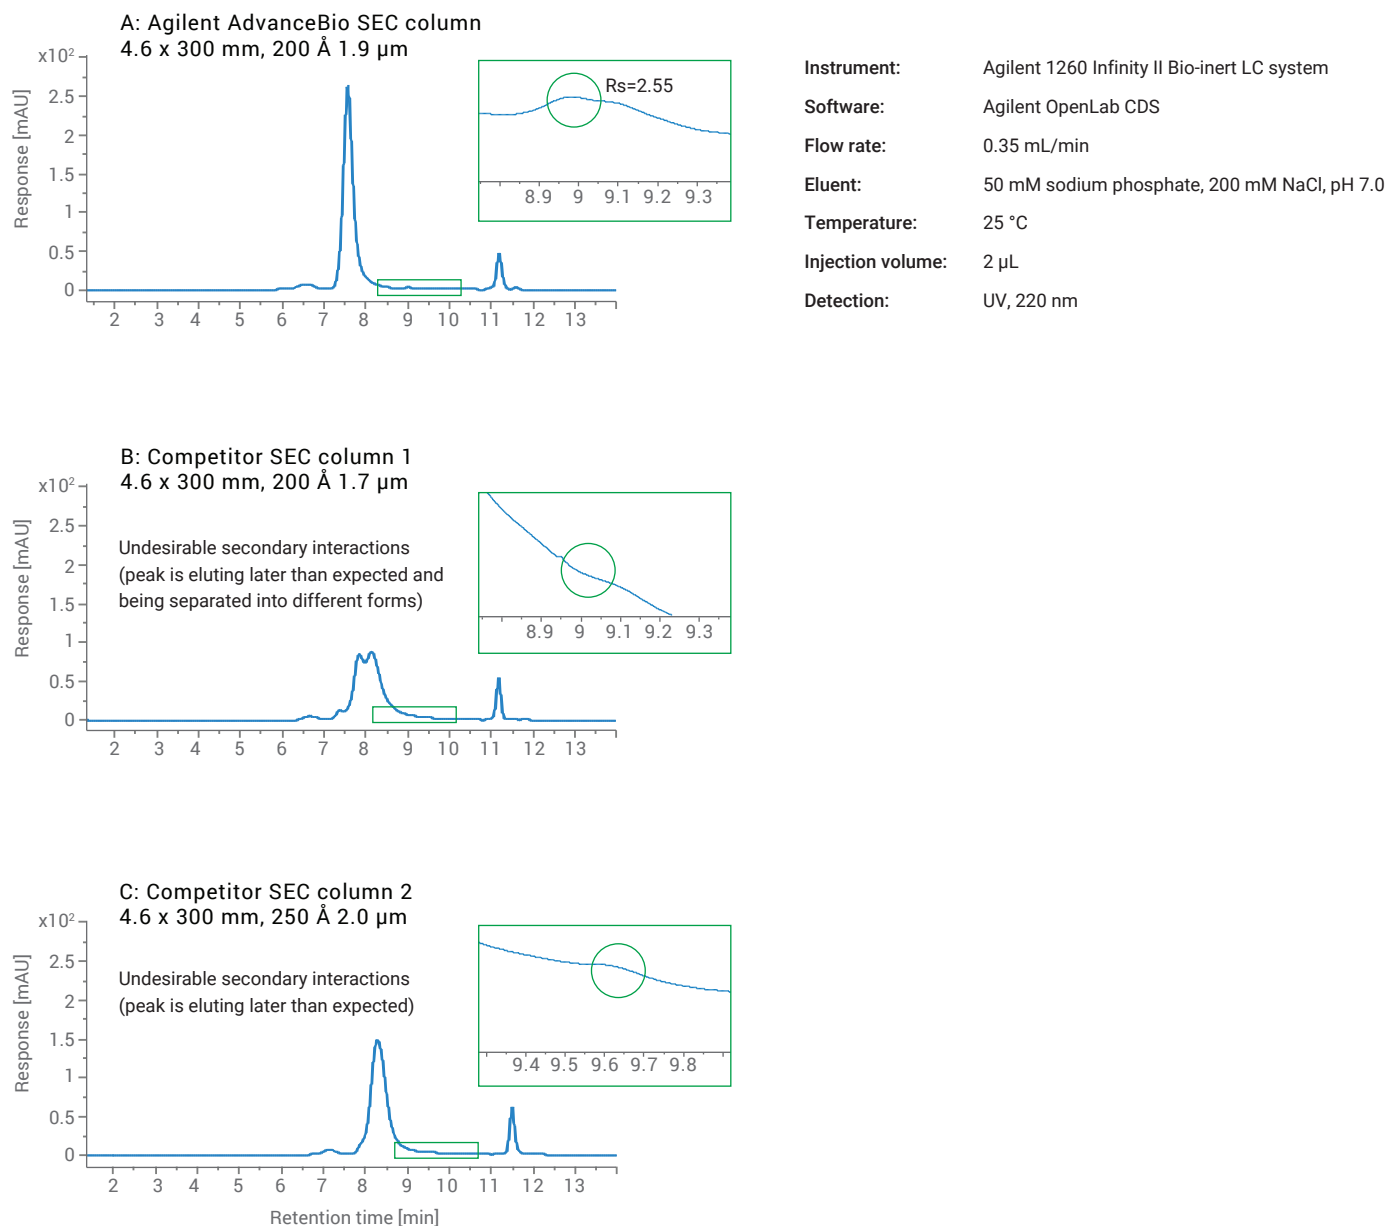 A: Agilent AdvanceBio SEC column
4.6 x 300 mm, 200 Å 1.9 µm
x10²
Response [mAU]
2.5
2
1.5
1
0.5
0
2 3 4 5 6 7 8 9 10 11 12 13
Rs=2.55
8.9 9 9.1 9.2 9.3
Instrument: Agilent 1260 Infinity II Bio-inert LC system
Software: Agilent OpenLab CDS
Flow rate: 0.35 mL/min
Eluent: 50 mM sodium phosphate, 200 mM NaCl, pH 7.0
Temperature: 25 °C
Injection volume: 2 µL
Detection: UV, 220 nm
B: Competitor SEC column 1
4.6 x 300 mm, 200 Å 1.7 µm
x10²
Response [mAU]
2.5
2
1.5
1
0.5
0
Undesirable secondary interactions
(peak is eluting later than expected and
being separated into different forms)
2 3 4 5 6 7 8 9 10 11 12 13
8.9 9 9.1 9.2 9.3
C: Competitor SEC column 2
4.6 x 300 mm, 250 Å 2.0 µm
x10²
Response [mAU]
2.5
2
1.5
1
0.5
0
Undesirable secondary interactions
(peak is eluting later than expected)
2 3 4 5 6 7 8 9 10 11 12 13
9.4 9.5 9.6 9.7 9.8
Retention time [min]